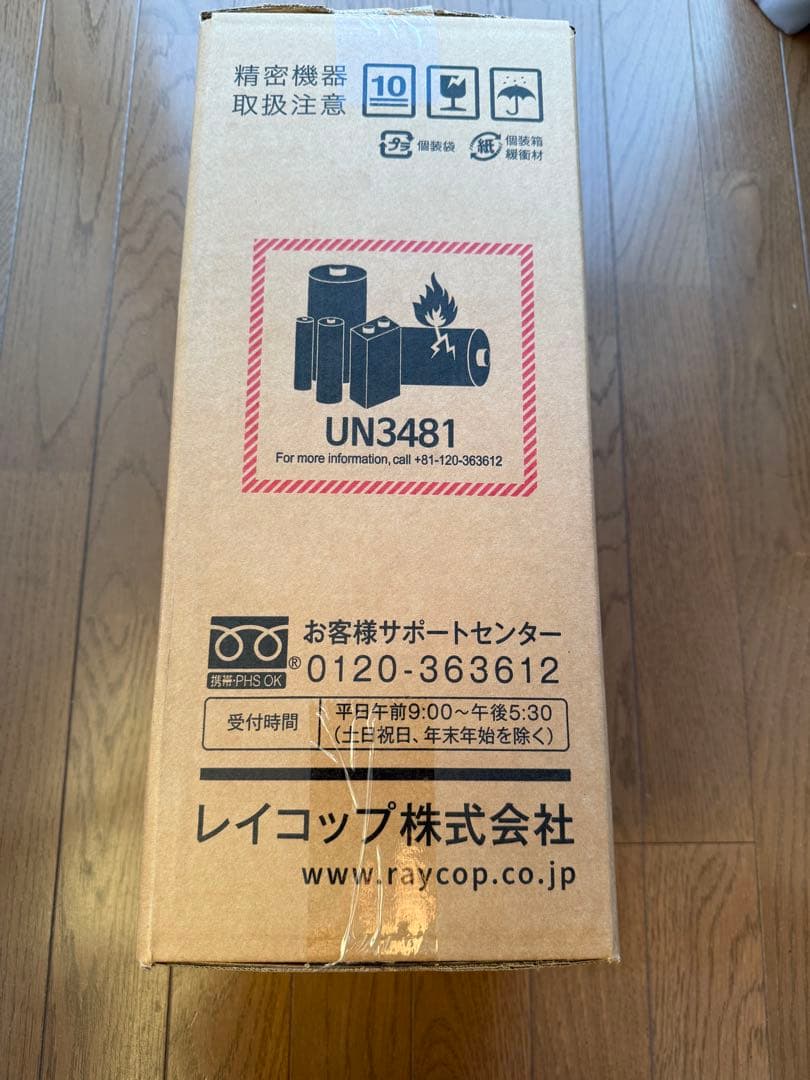 精密機器
取扱注意
10
プラ 個装袋
紙 個装箱
緩衝材
UN3481
For more information, call +81-120-363612
お客様サポートセンター
® 0120-363612
携帯・PHS OK
受付時間
平日午前9:00～午後5:30
(土日祝日、年末年始を除く)
レイコップ株式会社
www.raycop.co.jp